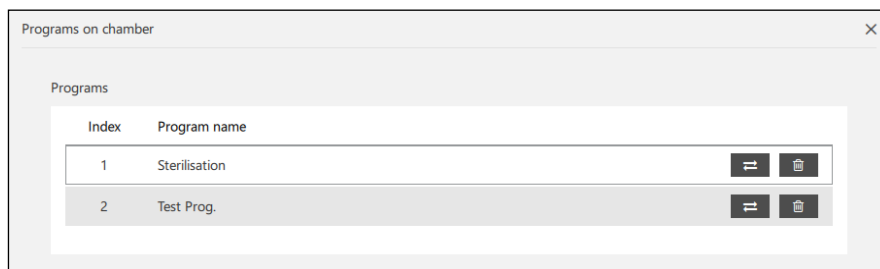 Programs on chamber
Programs
Index Program name
1 Sterilisation
2 Test Prog.